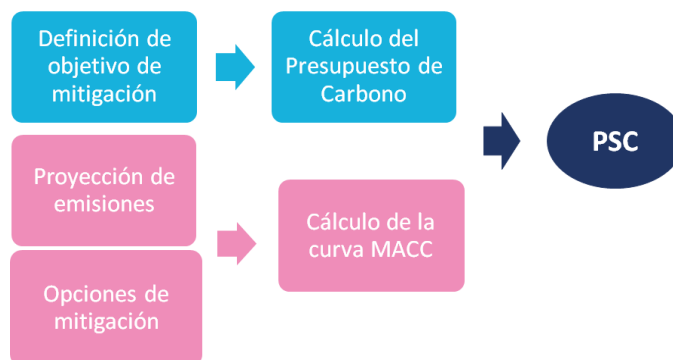 Definición de
objetivo de
mitigación
Cálculo del
Presupuesto de
Carbono
Proyección de
emisiones
Opciones de
mitigación
Cálculo de la
curva MACC
PSC